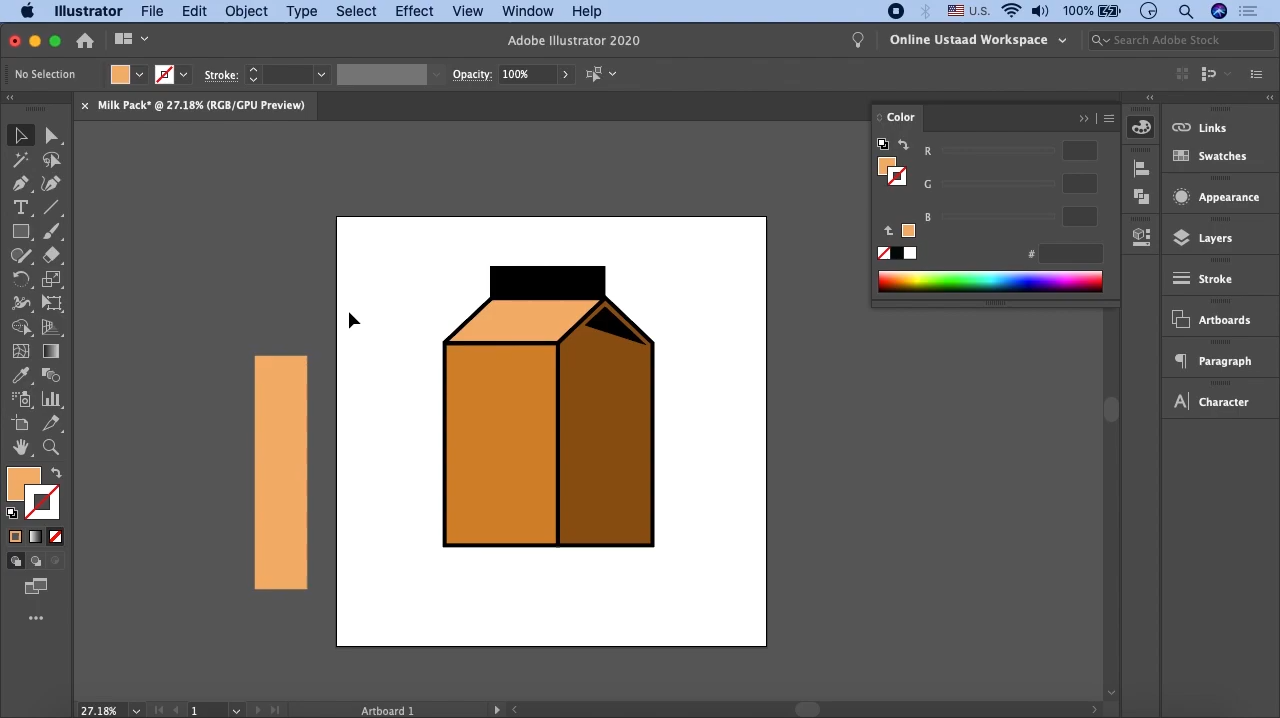 Illustrator File Edit Object Type Select Effect View Window Help U.S. 100%
Adobe Illustrator 2020 Online Ustaad Workspace Search Adobe Stock
No Selection Stroke: Opacity: 100%
× Milk Pack* @ 27.18% (RGB/GPU Preview)
Color
R
G
B
#
Links
Swatches
Appearance
Layers
Stroke
Artboards
Paragraph
Character
27.18% 1 Artboard 1